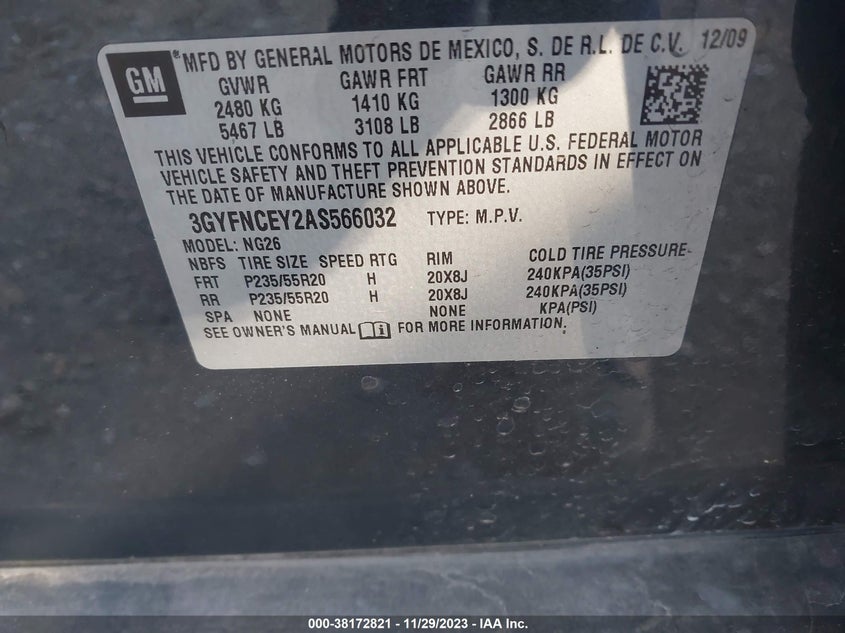 GM
® MFD BY GENERAL MOTORS DE MEXICO, S. DE R.L. DE C.V. 12/09
GVWR GAWR FRT GAWR RR
2480 KG 1410 KG 1300 KG
5467 LB 3108 LB 2866 LB
THIS VEHICLE CONFORMS TO ALL APPLICABLE U.S. FEDERAL MOTOR
VEHICLE SAFETY AND THEFT PREVENTION STANDARDS IN EFFECT ON
THE DATE OF MANUFACTURE SHOWN ABOVE.
3GYFNCEY2AS566032 TYPE: M.P.V.
MODEL: NG26
NBFS TIRE SIZE SPEED RTG RIM COLD TIRE PRESSURE
FRT P235/55R20 H 20X8J 240KPA(35PSI)
RR P235/55R20 H 20X8J 240KPA(35PSI)
SPA NONE NONE KPA(PSI)
SEE OWNER'S MANUAL i FOR MORE INFORMATION.
000-38172821 - 11/29/2023 - IAA Inc.